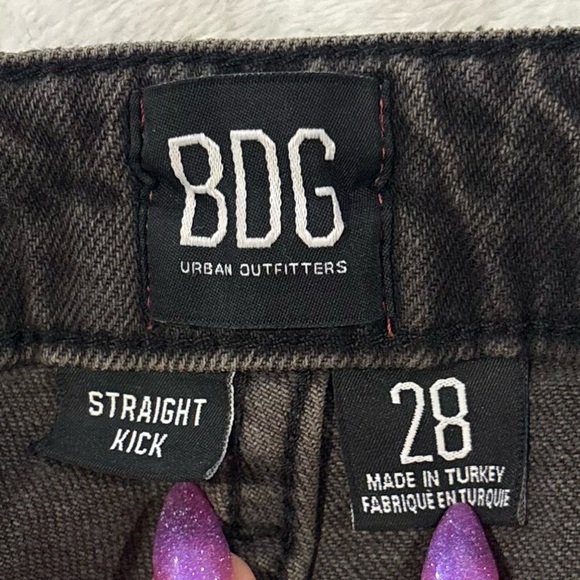 BDG
URBAN OUTFITTERS
STRAIGHT
KICK
28
MADE IN TURKEY
FABRIQUÉ EN TURQUIE